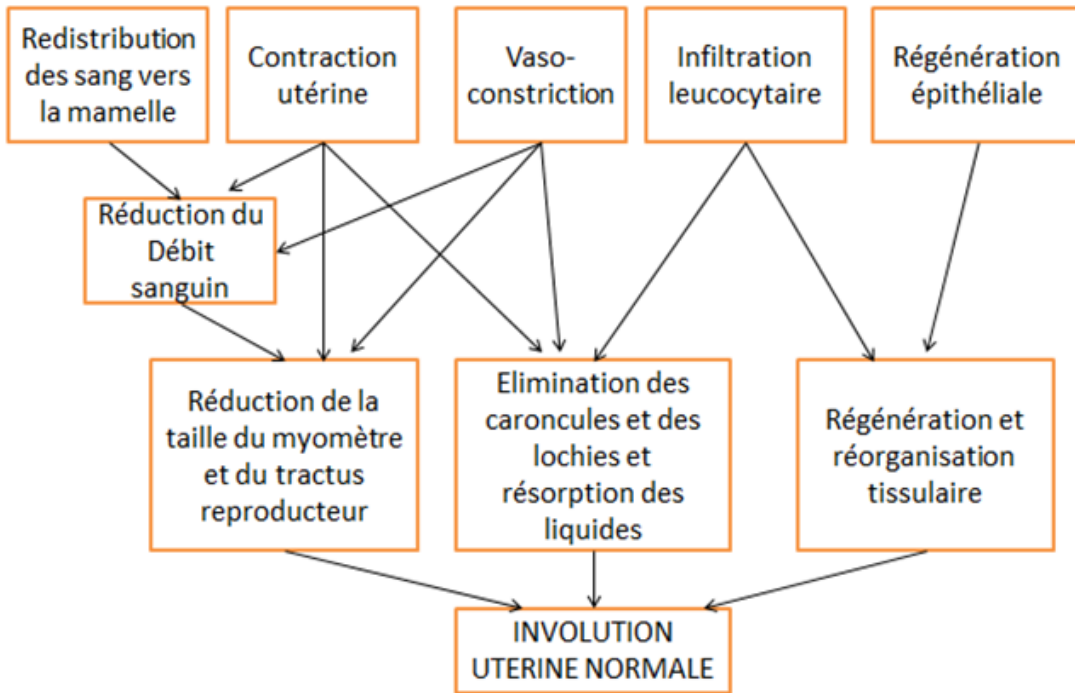 Redistribution
des sang vers
la mamelle
Contraction
utérine
Vaso-
constriction
Infiltration
leucocytaire
Régénération
épithéliale
Réduction du
Débit
sanguin
Réduction de la
taille du myomètre
et du tractus
reproducteur
Elimination des
caroncules et des
lochies et
résorption des
liquides
Régénération et
réorganisation
tissulaire
INVOLUTION
UTERINE NORMALE